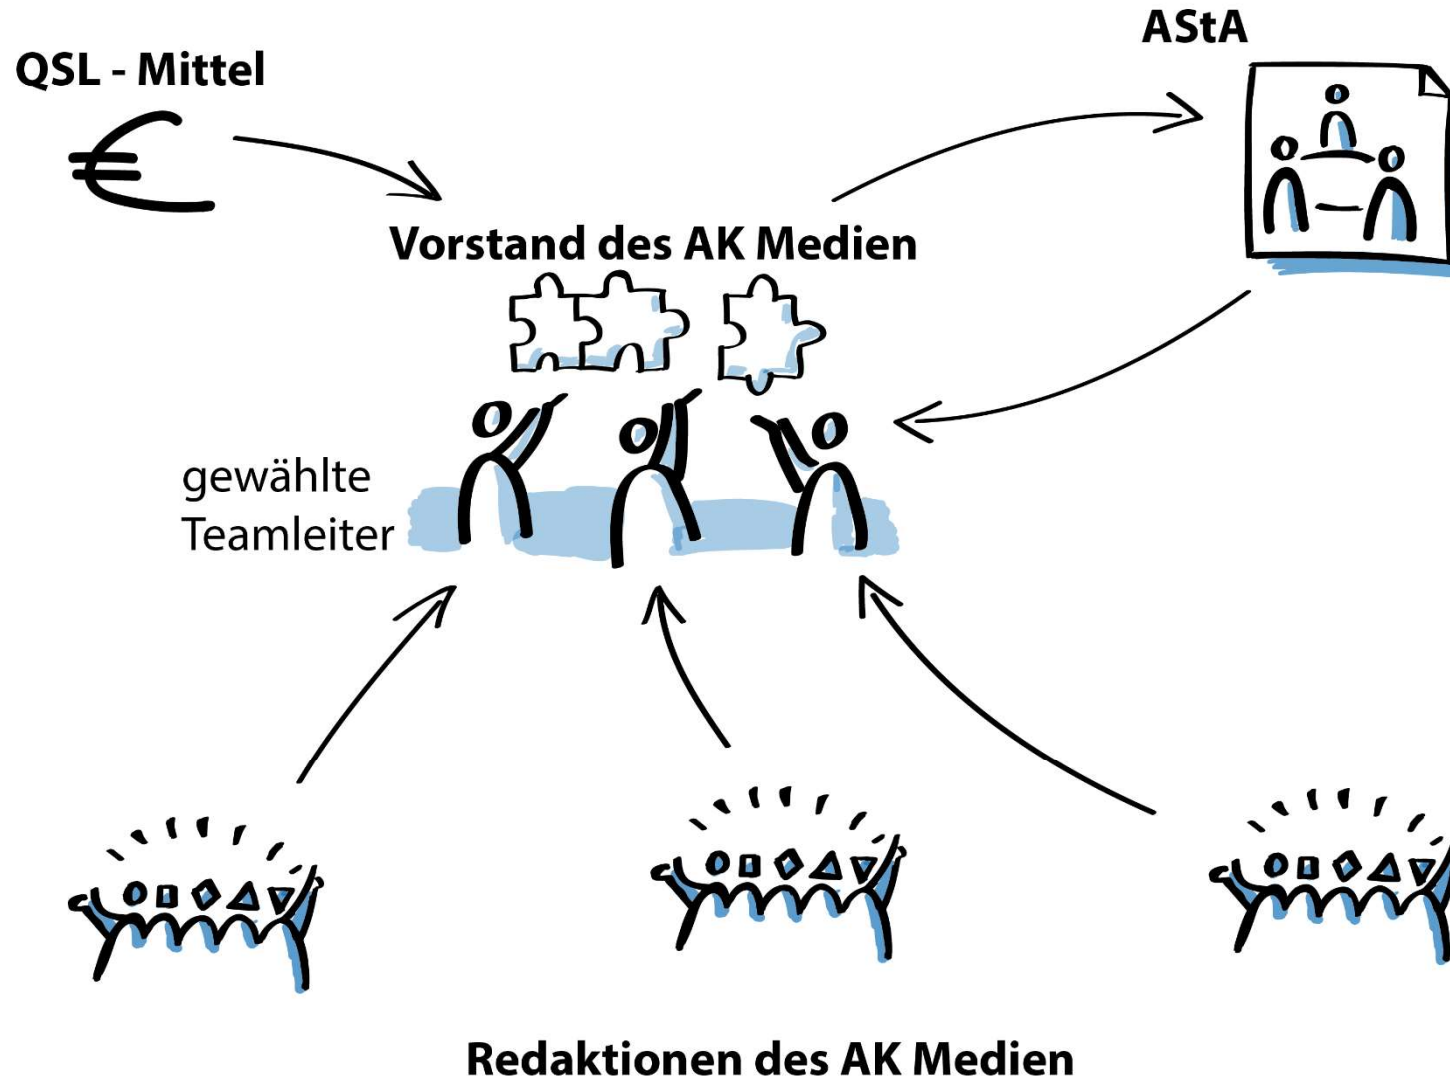 AStA
QSL - Mittel
€
Vorstand des AK Medien
gewählte
Teamleiter
Redaktionen des AK Medien